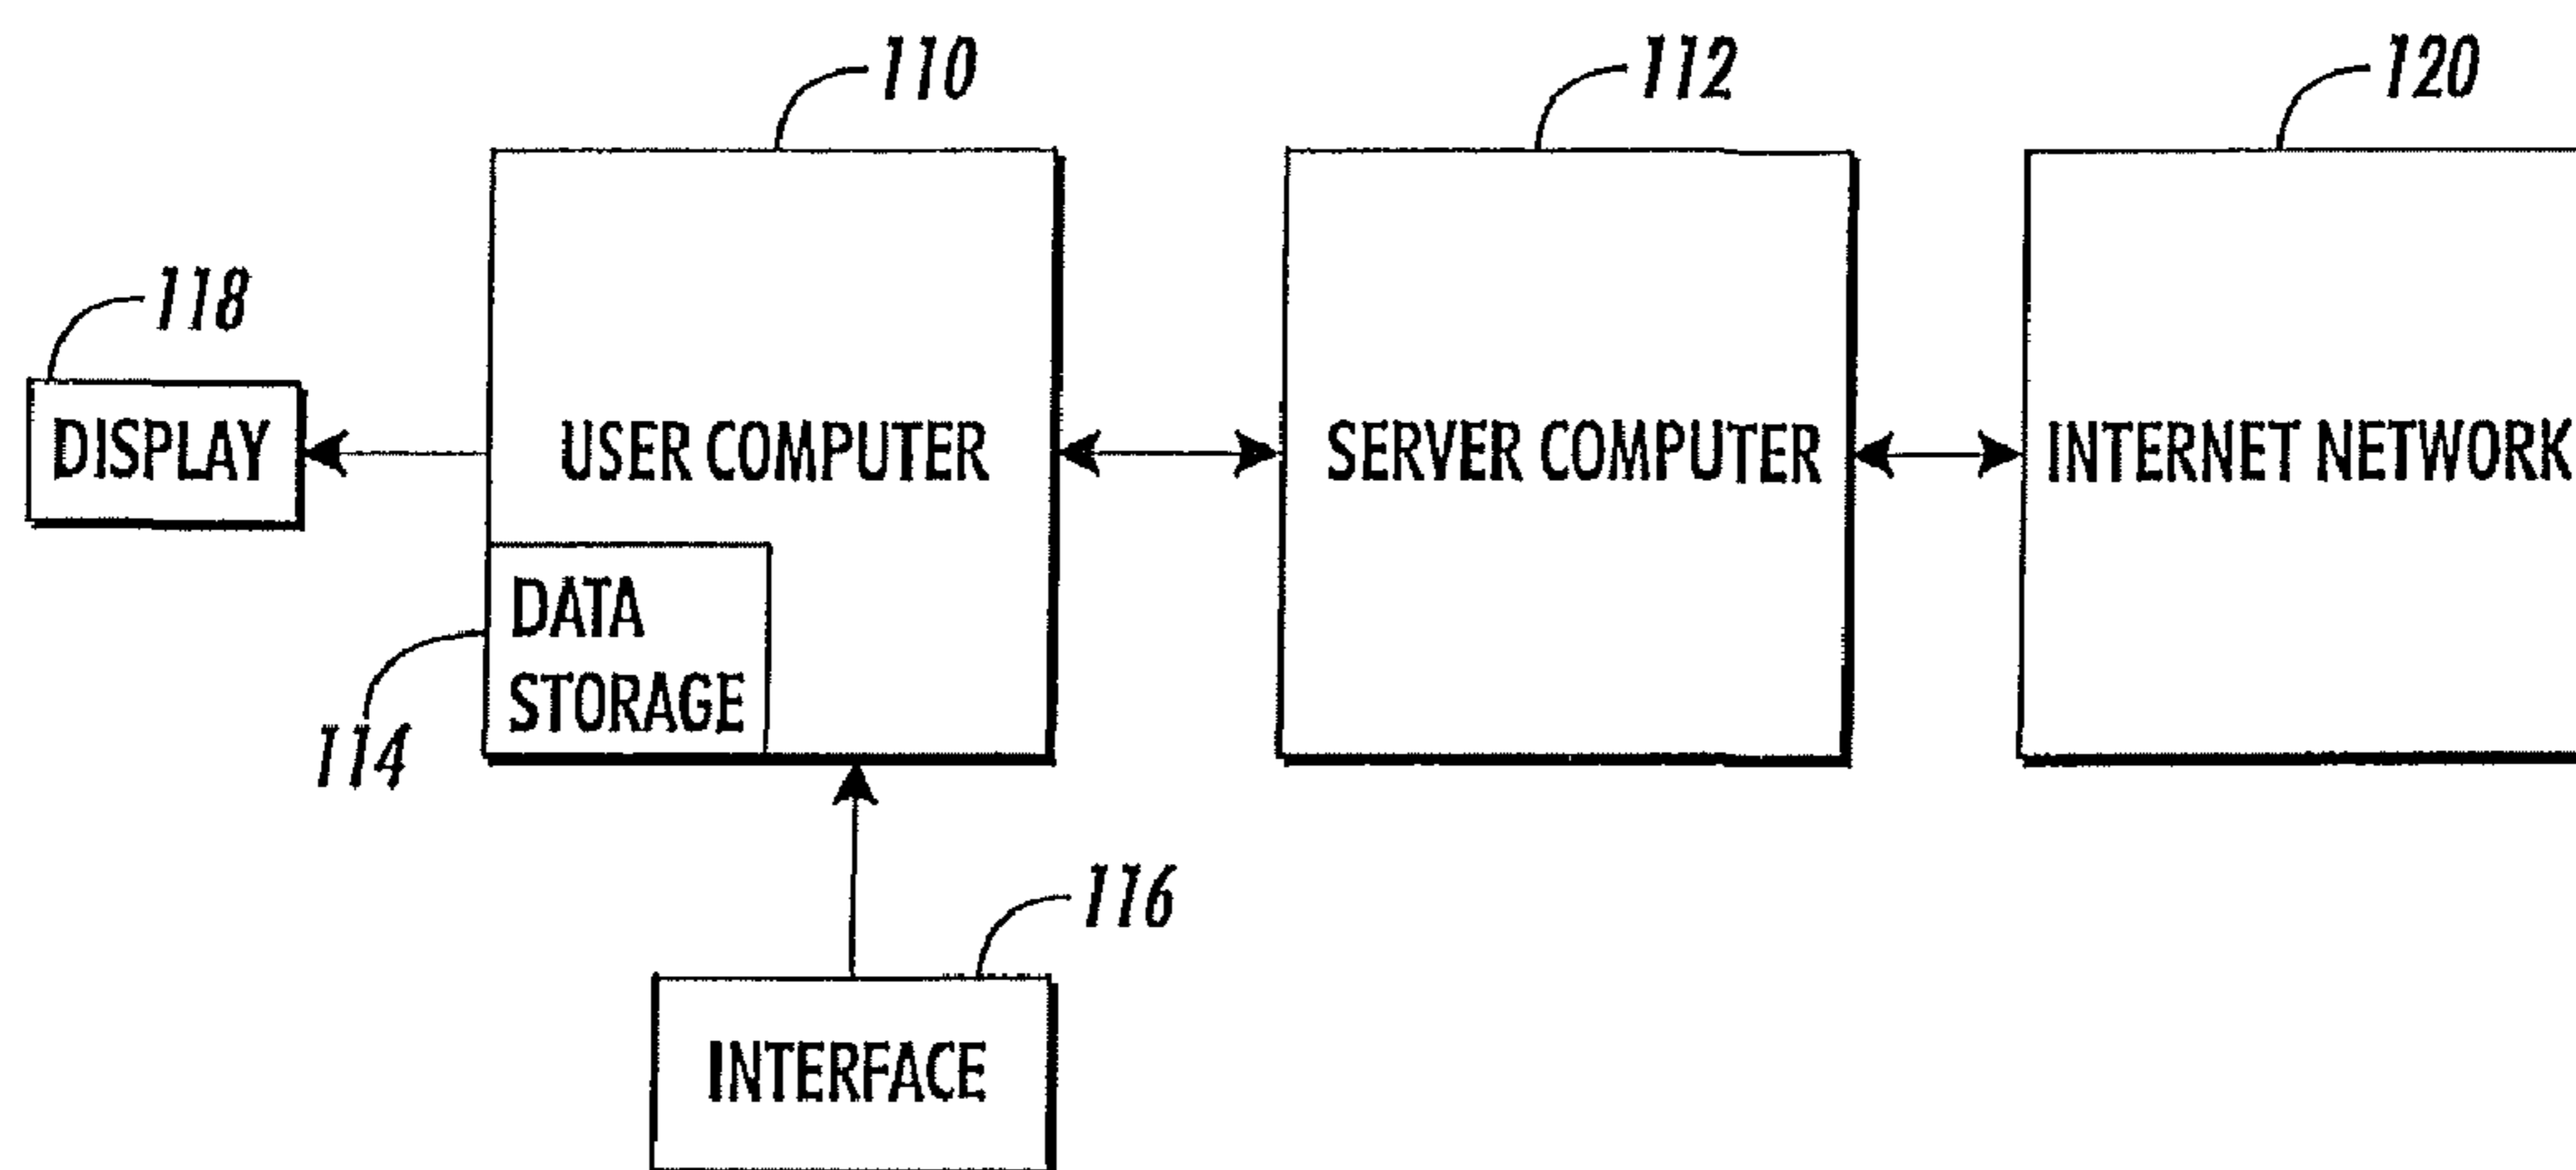 110
112
120
118
DISPLAY
USER COMPUTER
SERVER COMPUTER
INTERNET NETWORK
DATA
STORAGE
114
116
INTERFACE